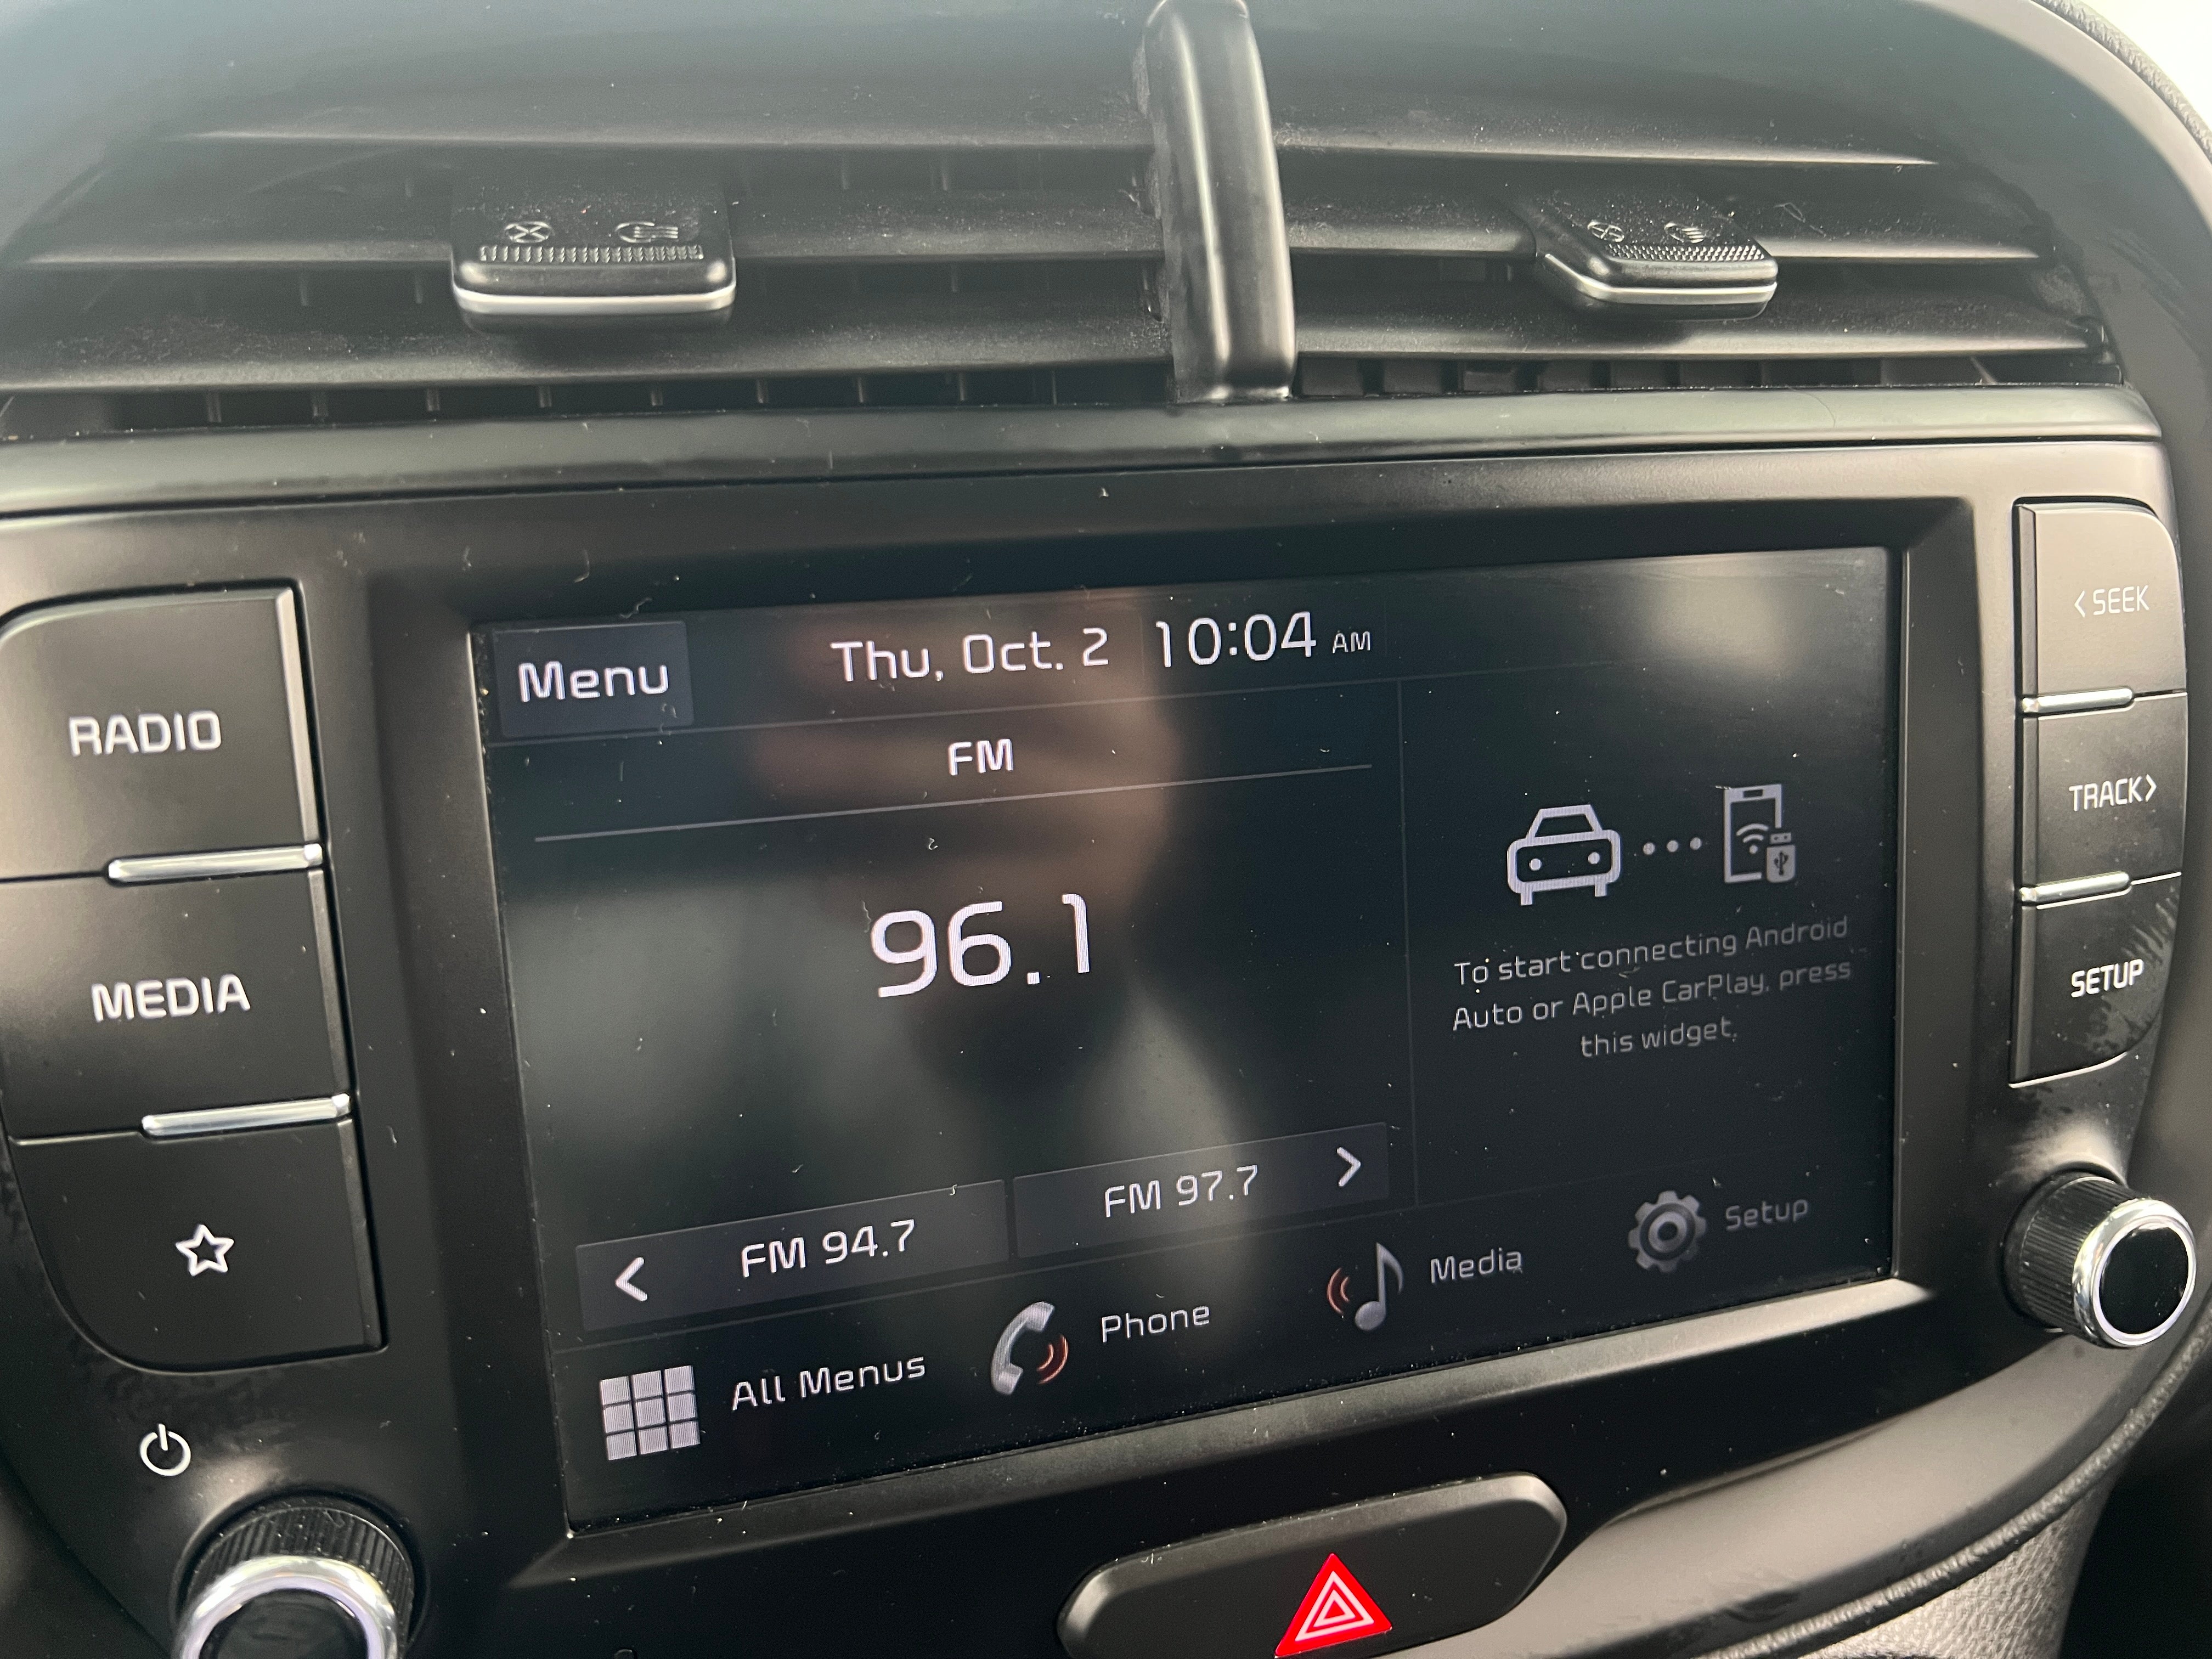 Menu
Thu, Oct. 2 10:04 AM
FM
96.1
< FM 94.7
FM 97.7 >
To start connecting Android
Auto or Apple CarPlay, press
this widget.
All Menus
Phone
Media
Setup
RADIO
MEDIA
< SEEK
TRACK >
SETUP